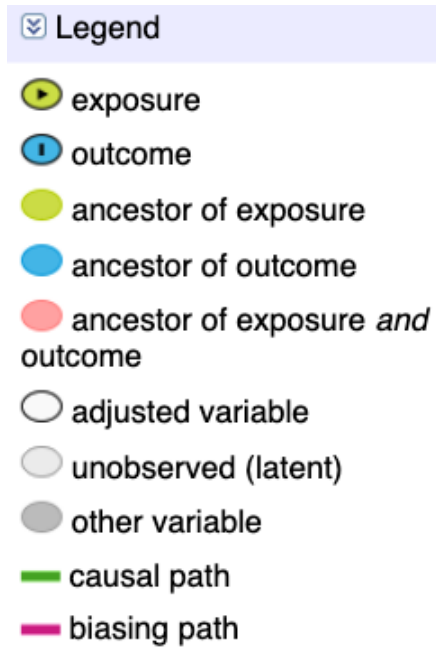 Legend
exposure
outcome
ancestor of exposure
ancestor of outcome
ancestor of exposure and
outcome
adjusted variable
unobserved (latent)
other variable
causal path
biasing path